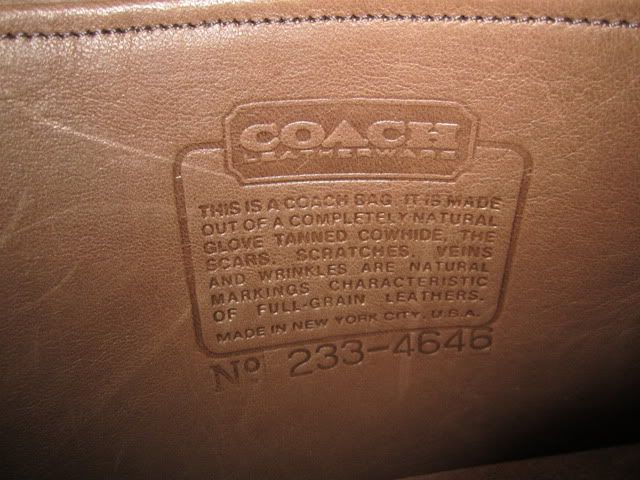 COACH
LEATHERWARE
THIS IS A COACH BAG. IT IS MADE
OUT OF A COMPLETELY NATURAL
GLOVE TANNED COWHIDE, THE
SCARS, SCRATCHES, VEINS
AND WRINKLES ARE NATURAL
MARKINGS CHARACTERISTIC
OF FULL-GRAIN LEATHERS.
MADE IN NEW YORK CITY, U.S.A.
No 233-4646